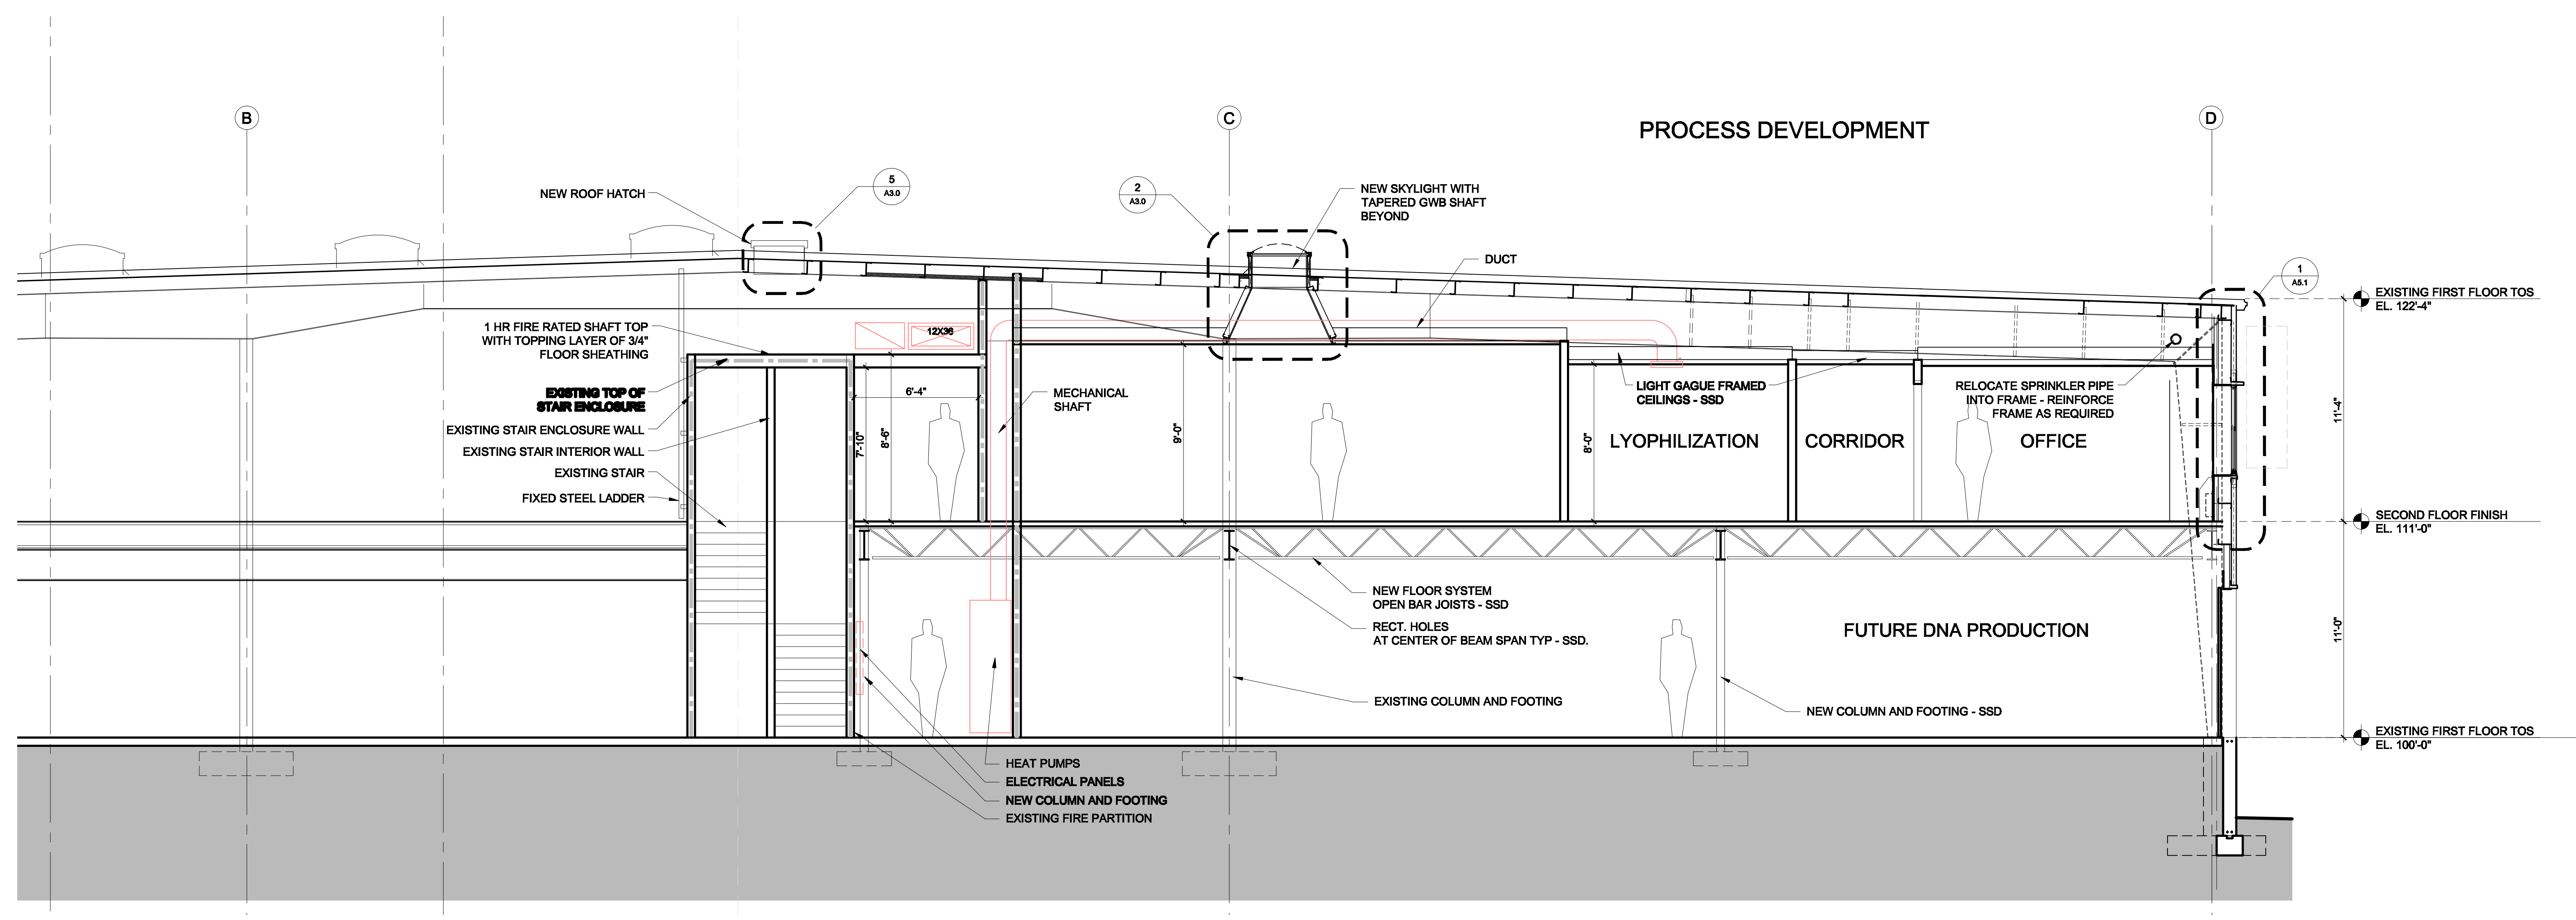 B
C
D
PROCESS DEVELOPMENT
NEW ROOF HATCH
5
A3.0
2
A3.0
NEW SKYLIGHT WITH
TAPERED GWB SHAFT
BEYOND
DUCT
1
A5.1
EXISTING FIRST FLOOR TOS
EL. 122'-4"
1 HR FIRE RATED SHAFT TOP
WITH TOPPING LAYER OF 3/4"
FLOOR SHEATHING
12X36
EXISTING TOP OF
STAIR ENCLOSURE
6'-4"
MECHANICAL
SHAFT
LIGHT GAGUE FRAMED
CEILINGS - SSD
RELOCATE SPRINKLER PIPE
INTO FRAME - REINFORCE
FRAME AS REQUIRED
11'-4"
EXISTING STAIR ENCLOSURE WALL
EXISTING STAIR INTERIOR WALL
EXISTING STAIR
FIXED STEEL LADDER
7'-10"
8'-6"
9'-0"
8'-0"
LYOPHILIZATION
CORRIDOR
OFFICE
SECOND FLOOR FINISH
EL. 111'-0"
NEW FLOOR SYSTEM
OPEN BAR JOISTS - SSD
RECT. HOLES
AT CENTER OF BEAM SPAN TYP - SSD.
FUTURE DNA PRODUCTION
11'-0"
EXISTING COLUMN AND FOOTING
NEW COLUMN AND FOOTING - SSD
EXISTING FIRST FLOOR TOS
EL. 100'-0"
HEAT PUMPS
ELECTRICAL PANELS
NEW COLUMN AND FOOTING
EXISTING FIRE PARTITION